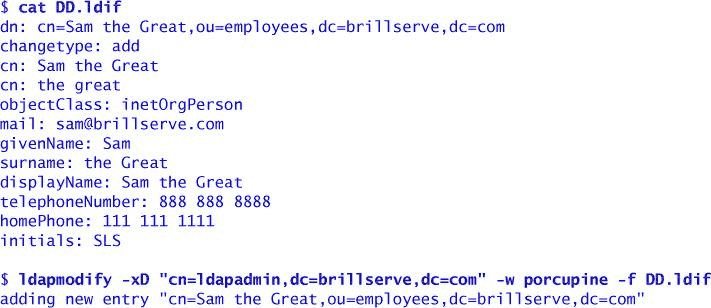 $ cat DD.ldif
dn: cn=Sam the Great,ou=employees,dc=brillserve,dc=com
changetype: add
cn: Sam the Great
cn: the great
objectClass: inetOrgPerson
mail: sam@brillserve.com
givenName: Sam
surname: the Great
displayName: Sam the Great
telephoneNumber: 888 888 8888
homePhone: 111 111 1111
initials: SLS
$ ldapmodify -xD "cn=ldapadmin,dc=brillserve,dc=com" -w porcupine -f DD.ldif
adding new entry "cn=Sam the Great,ou=employees,dc=brillserve,dc=com"